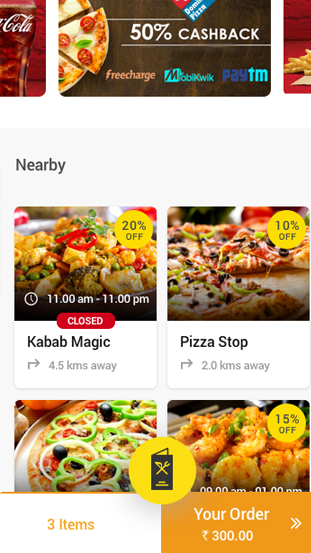 Coca-Cola
Domino's
Pizza
50% CASHBACK
freecharge
MobiKwik
Paytm
Nearby
20%
OFF
11.00 am - 11.00 pm
CLOSED
Kabab Magic
4.5 kms away
10%
OFF
Pizza Stop
2.0 kms away
15%
OFF
09.00 am - 01.00 pm
3 Items
Your Order
₹ 300.00